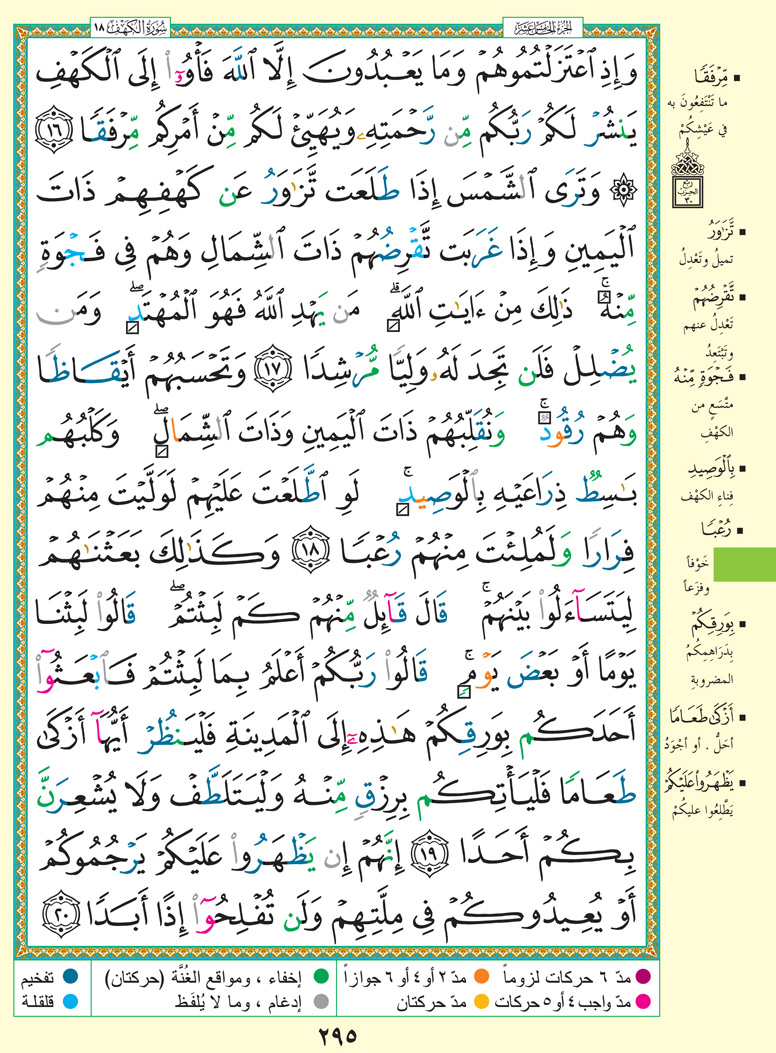 سُورَةُ الكَهْف ١٨
الجُزْءُ الخَامِسُ عَشَر
وَإِذِ ٱعۡتَزَلۡتُمُوهُمۡ وَمَا يَعۡبُدُونَ إِلَّا ٱللَّهَ فَأۡوُۥٓاْ إِلَى ٱلۡكَهۡفِ
يَنشُرۡ لَكُمۡ رَبُّكُم مِّن رَّحۡمَتِهِۦ وَيُهَيِّئۡ لَكُم مِّنۡ أَمۡرِكُم مِّرۡفَقٗا ١٦
۞ وَتَرَى ٱلشَّمۡسَ إِذَا طَلَعَت تَّزَٰوَرُ عَن كَهۡفِهِمۡ ذَاتَ
ٱلۡيَمِينِ وَإِذَا غَرَبَت تَّقۡرِضُهُمۡ ذَاتَ ٱلشِّمَالِ وَهُمۡ فِي فَجۡوَةٖ
مِّنۡهُۚ ذَٰلِكَ مِنۡ ءَايَٰتِ ٱللَّهِۗ مَن يَهۡدِ ٱللَّهُ فَهُوَ ٱلۡمُهۡتَدِۖ وَمَن
يُضۡلِلۡ فَلَن تَجِدَ لَهُۥ وَلِيّٗا مُّرۡشِدٗا ١٧ وَتَحۡسَبُهُمۡ أَيۡقَاظٗا
وَهُمۡ رُقُودٞۚ وَنُقَلِّبُهُمۡ ذَاتَ ٱلۡيَمِينِ وَذَاتَ ٱلشِّمَالِۖ وَكَلۡبُهُم
بَٰسِطٞ ذِرَاعَيۡهِ بِٱلۡوَصِيدِۚ لَوِ ٱطَّلَعۡتَ عَلَيۡهِمۡ لَوَلَّيۡتَ مِنۡهُمۡ
فِرَارٗا وَلَمُلِئۡتَ مِنۡهُمۡ رُعۡبٗا ١٨ وَكَذَٰلِكَ بَعَثۡنَٰهُمۡ
لِيَتَسَآءَلُواْ بَيۡنَهُمۡۚ قَالَ قَآئِلٞ مِّنۡهُمۡ كَمۡ لَبِثۡتُمۡۖ قَالُواْ لَبِثۡنَا
يَوۡمًا أَوۡ بَعۡضَ يَوۡمٖۚ قَالُواْ رَبُّكُمۡ أَعۡلَمُ بِمَا لَبِثۡتُمۡ فَٱبۡعَثُوٓاْ
أَحَدَكُم بِوَرِقِكُمۡ هَٰذِهِۦٓ إِلَى ٱلۡمَدِينَةِ فَلۡيَنظُرۡ أَيُّهَآ أَزۡكَىٰ
طَعَامٗا فَلۡيَأۡتِكُم بِرِزۡقٖ مِّنۡهُ وَلۡيَتَلَطَّفۡ وَلَا يُشۡعِرَنَّ
بِكُمۡ أَحَدًا ١٩ إِنَّهُمۡ إِن يَظۡهَرُواْ عَلَيۡكُمۡ يَرۡجُمُوكُمۡ
أَوۡ يُعِيدُوكُمۡ فِي مِلَّتِهِمۡ وَلَن تُفۡلِحُوٓاْ إِذًا أَبَدٗا ٢٠
مِّرۡفَقٗا
ما تَنْتَفِعُونَ به
في عَيْشِكُمْ
ربع
الحزب
٣٠
تَّزَٰوَرُ
تميلُ وتَعْدِلُ
تَّقۡرِضُهُمۡ
تَعْدِلُ عنهم
وتَبْتَعِدُ
فَجۡوَةٖ مِّنۡهُ
متَّسَعٍ من
الكَهْفِ
بِٱلۡوَصِيدِ
فِناءِ الكَهْف
رُعۡبٗا
خَوْفاً
وفزَعاً
بِوَرِقِكُمۡ
بِدَرَاهِمِكُمُ
المضروبةِ
أَزۡكَىٰ طَعَامٗا
أحَلُّ . أو أجْوَدُ
يَظۡهَرُواْ عَلَيۡكُمۡ
يَطَّلِعُوا عليكُمْ
مدّ ٦ حركات لزوماً
مدّ ٢ أو ٤ أو ٦ جوازاً
إخفاء ، ومواقع الغُنَّة (حركتان)
تفخيم
مدّ واجب ٤ أو ٥ حركات
مدّ حركتان
إدغام ، وما لا يُلفَظ
قلقلة
٢٩٥